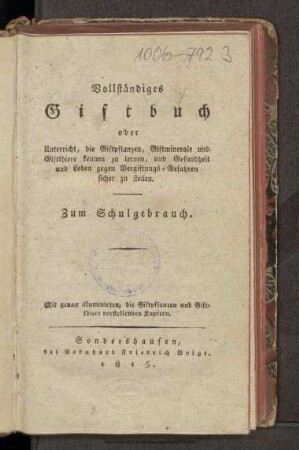 1006-792 3
Vollständiges
Giftbuch
oder
Unterricht, die Giftpflanzen, Giftminerale und
Giftthiere kennen zu lernen, und Gesundheit
und Leben gegen Vergiftungs-Gefahren
sicher zu stellen.
Zum Schulgebrauch.
Mit genau illuminirten, die Giftpflanzen und Gift-
thiere vorstellenden Kupfern.
Sondershausen,
bei Bernhard Friedrich Voigt.
1815.